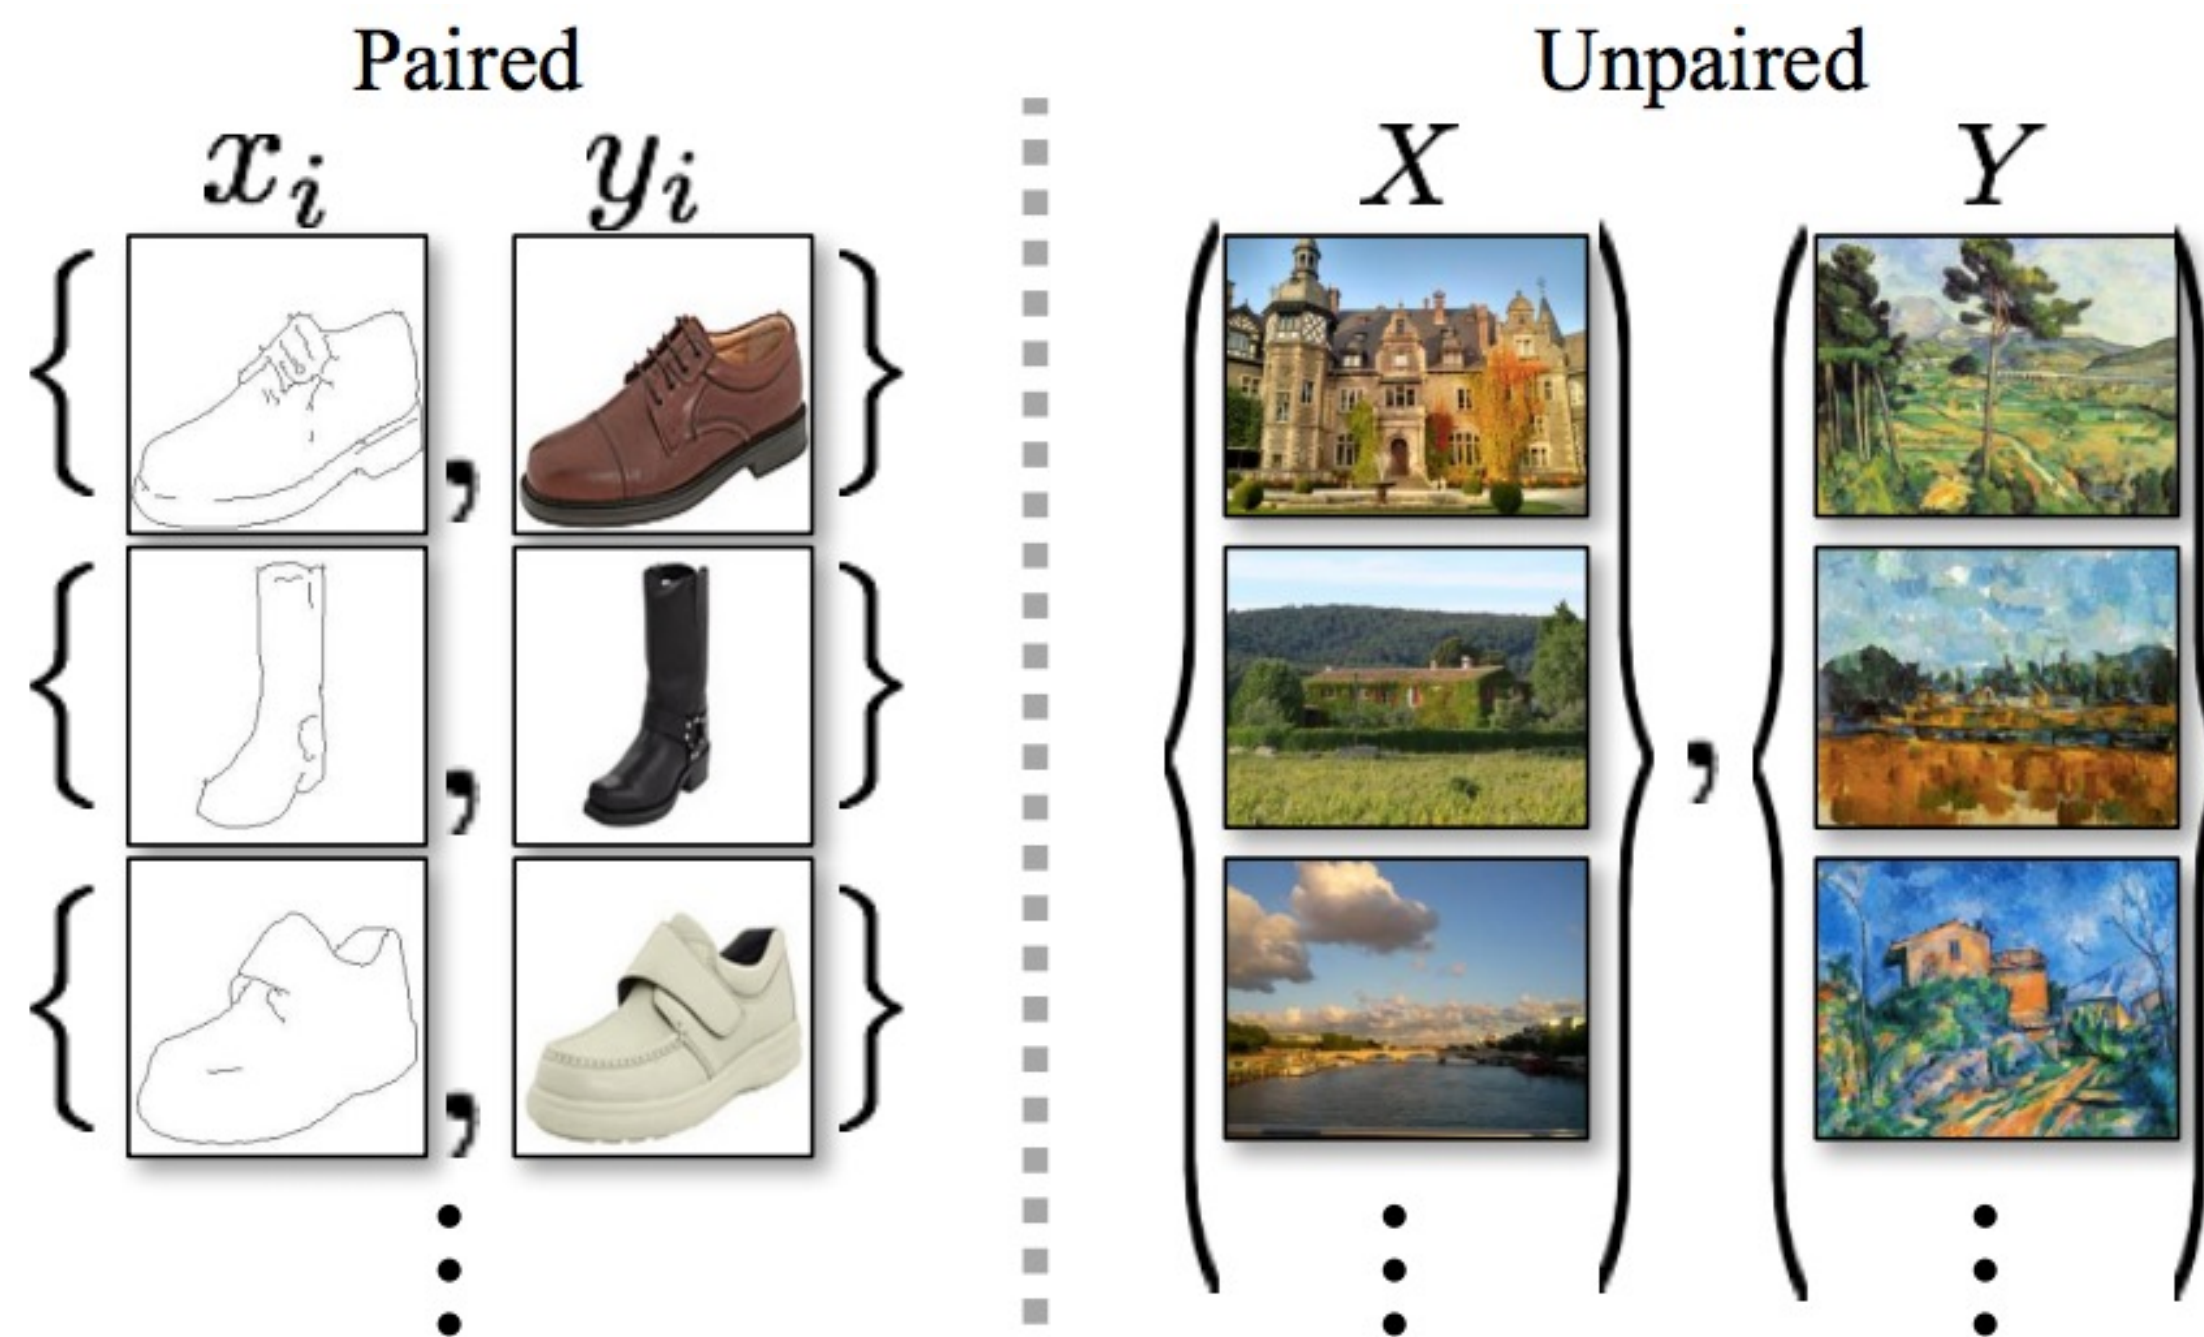 Paired
x_i y_i
{ , }
{ , }
{ , }
⋮
Unpaired
X Y
{ } , { }
⋮ ⋮